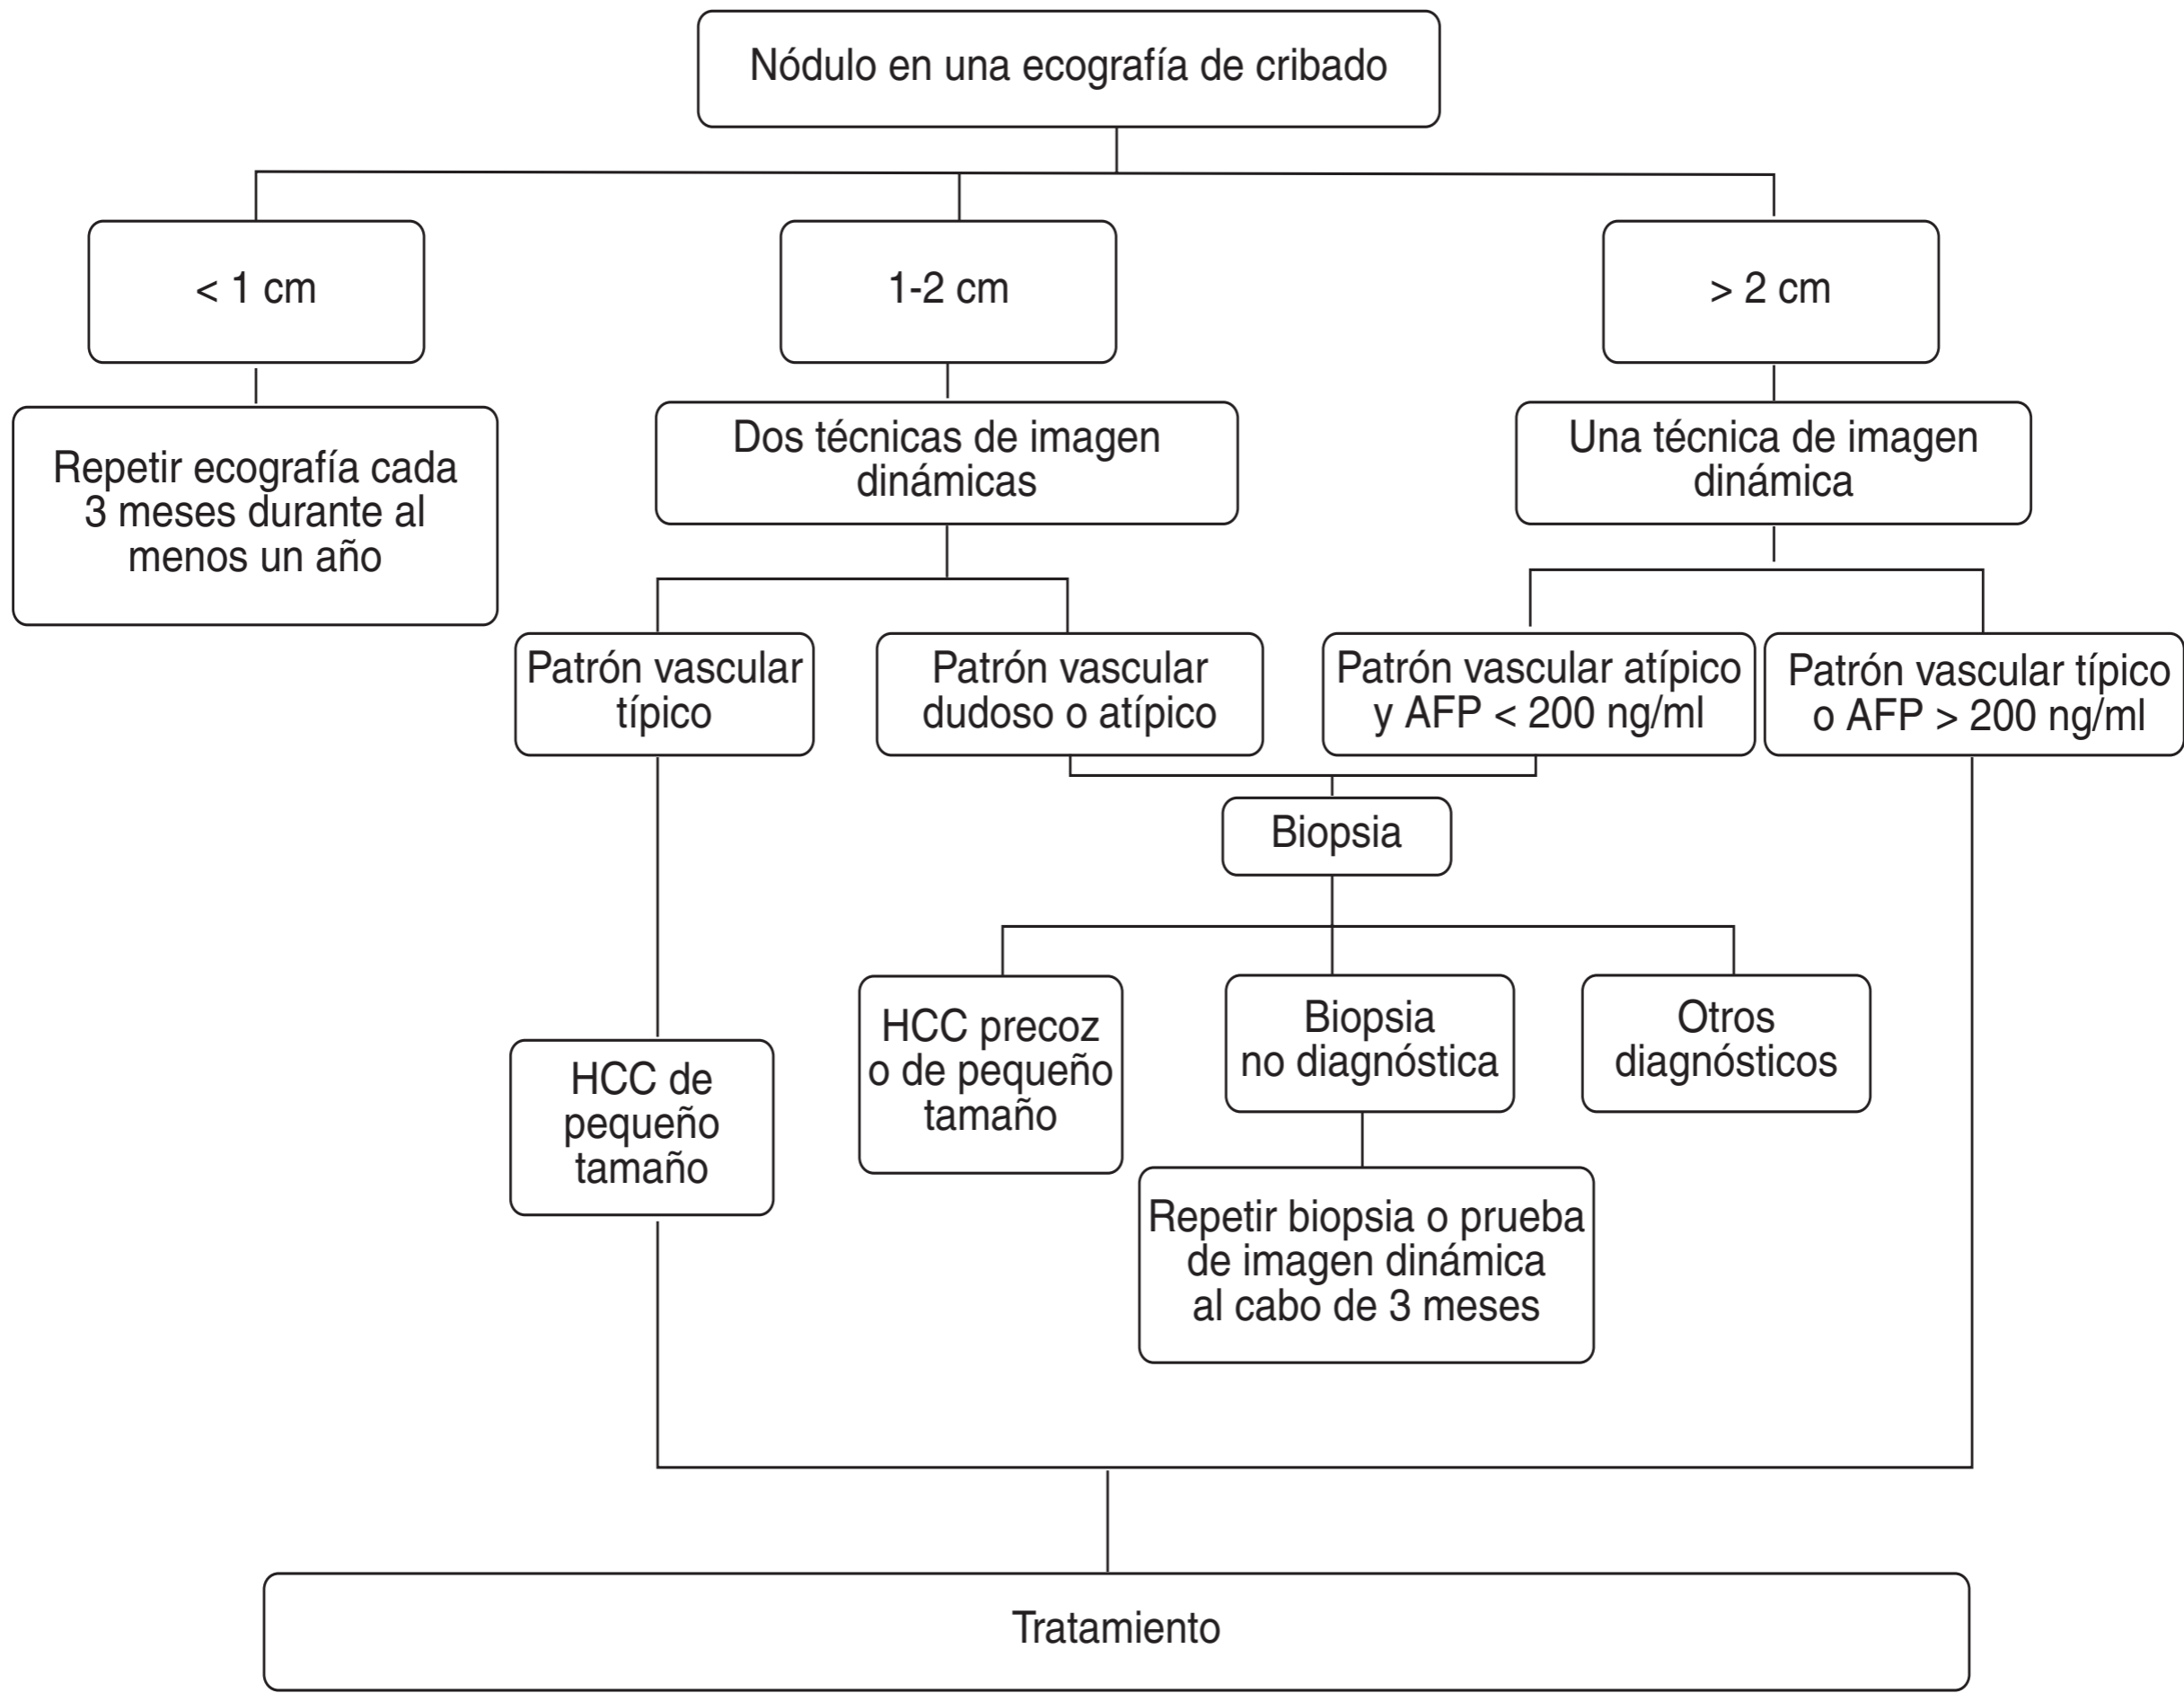 Nódulo en una ecografía de cribado
< 1 cm
1-2 cm
> 2 cm
Repetir ecografía cada
3 meses durante al
menos un año
Dos técnicas de imagen
dinámicas
Una técnica de imagen
dinámica
Patrón vascular
típico
Patrón vascular
dudoso o atípico
Patrón vascular atípico
y AFP < 200 ng/ml
Patrón vascular típico
o AFP > 200 ng/ml
Biopsia
HCC precoz
o de pequeño
tamaño
Biopsia
no diagnóstica
Otros
diagnósticos
HCC de
pequeño
tamaño
Repetir biopsia o prueba
de imagen dinámica
al cabo de 3 meses
Tratamiento